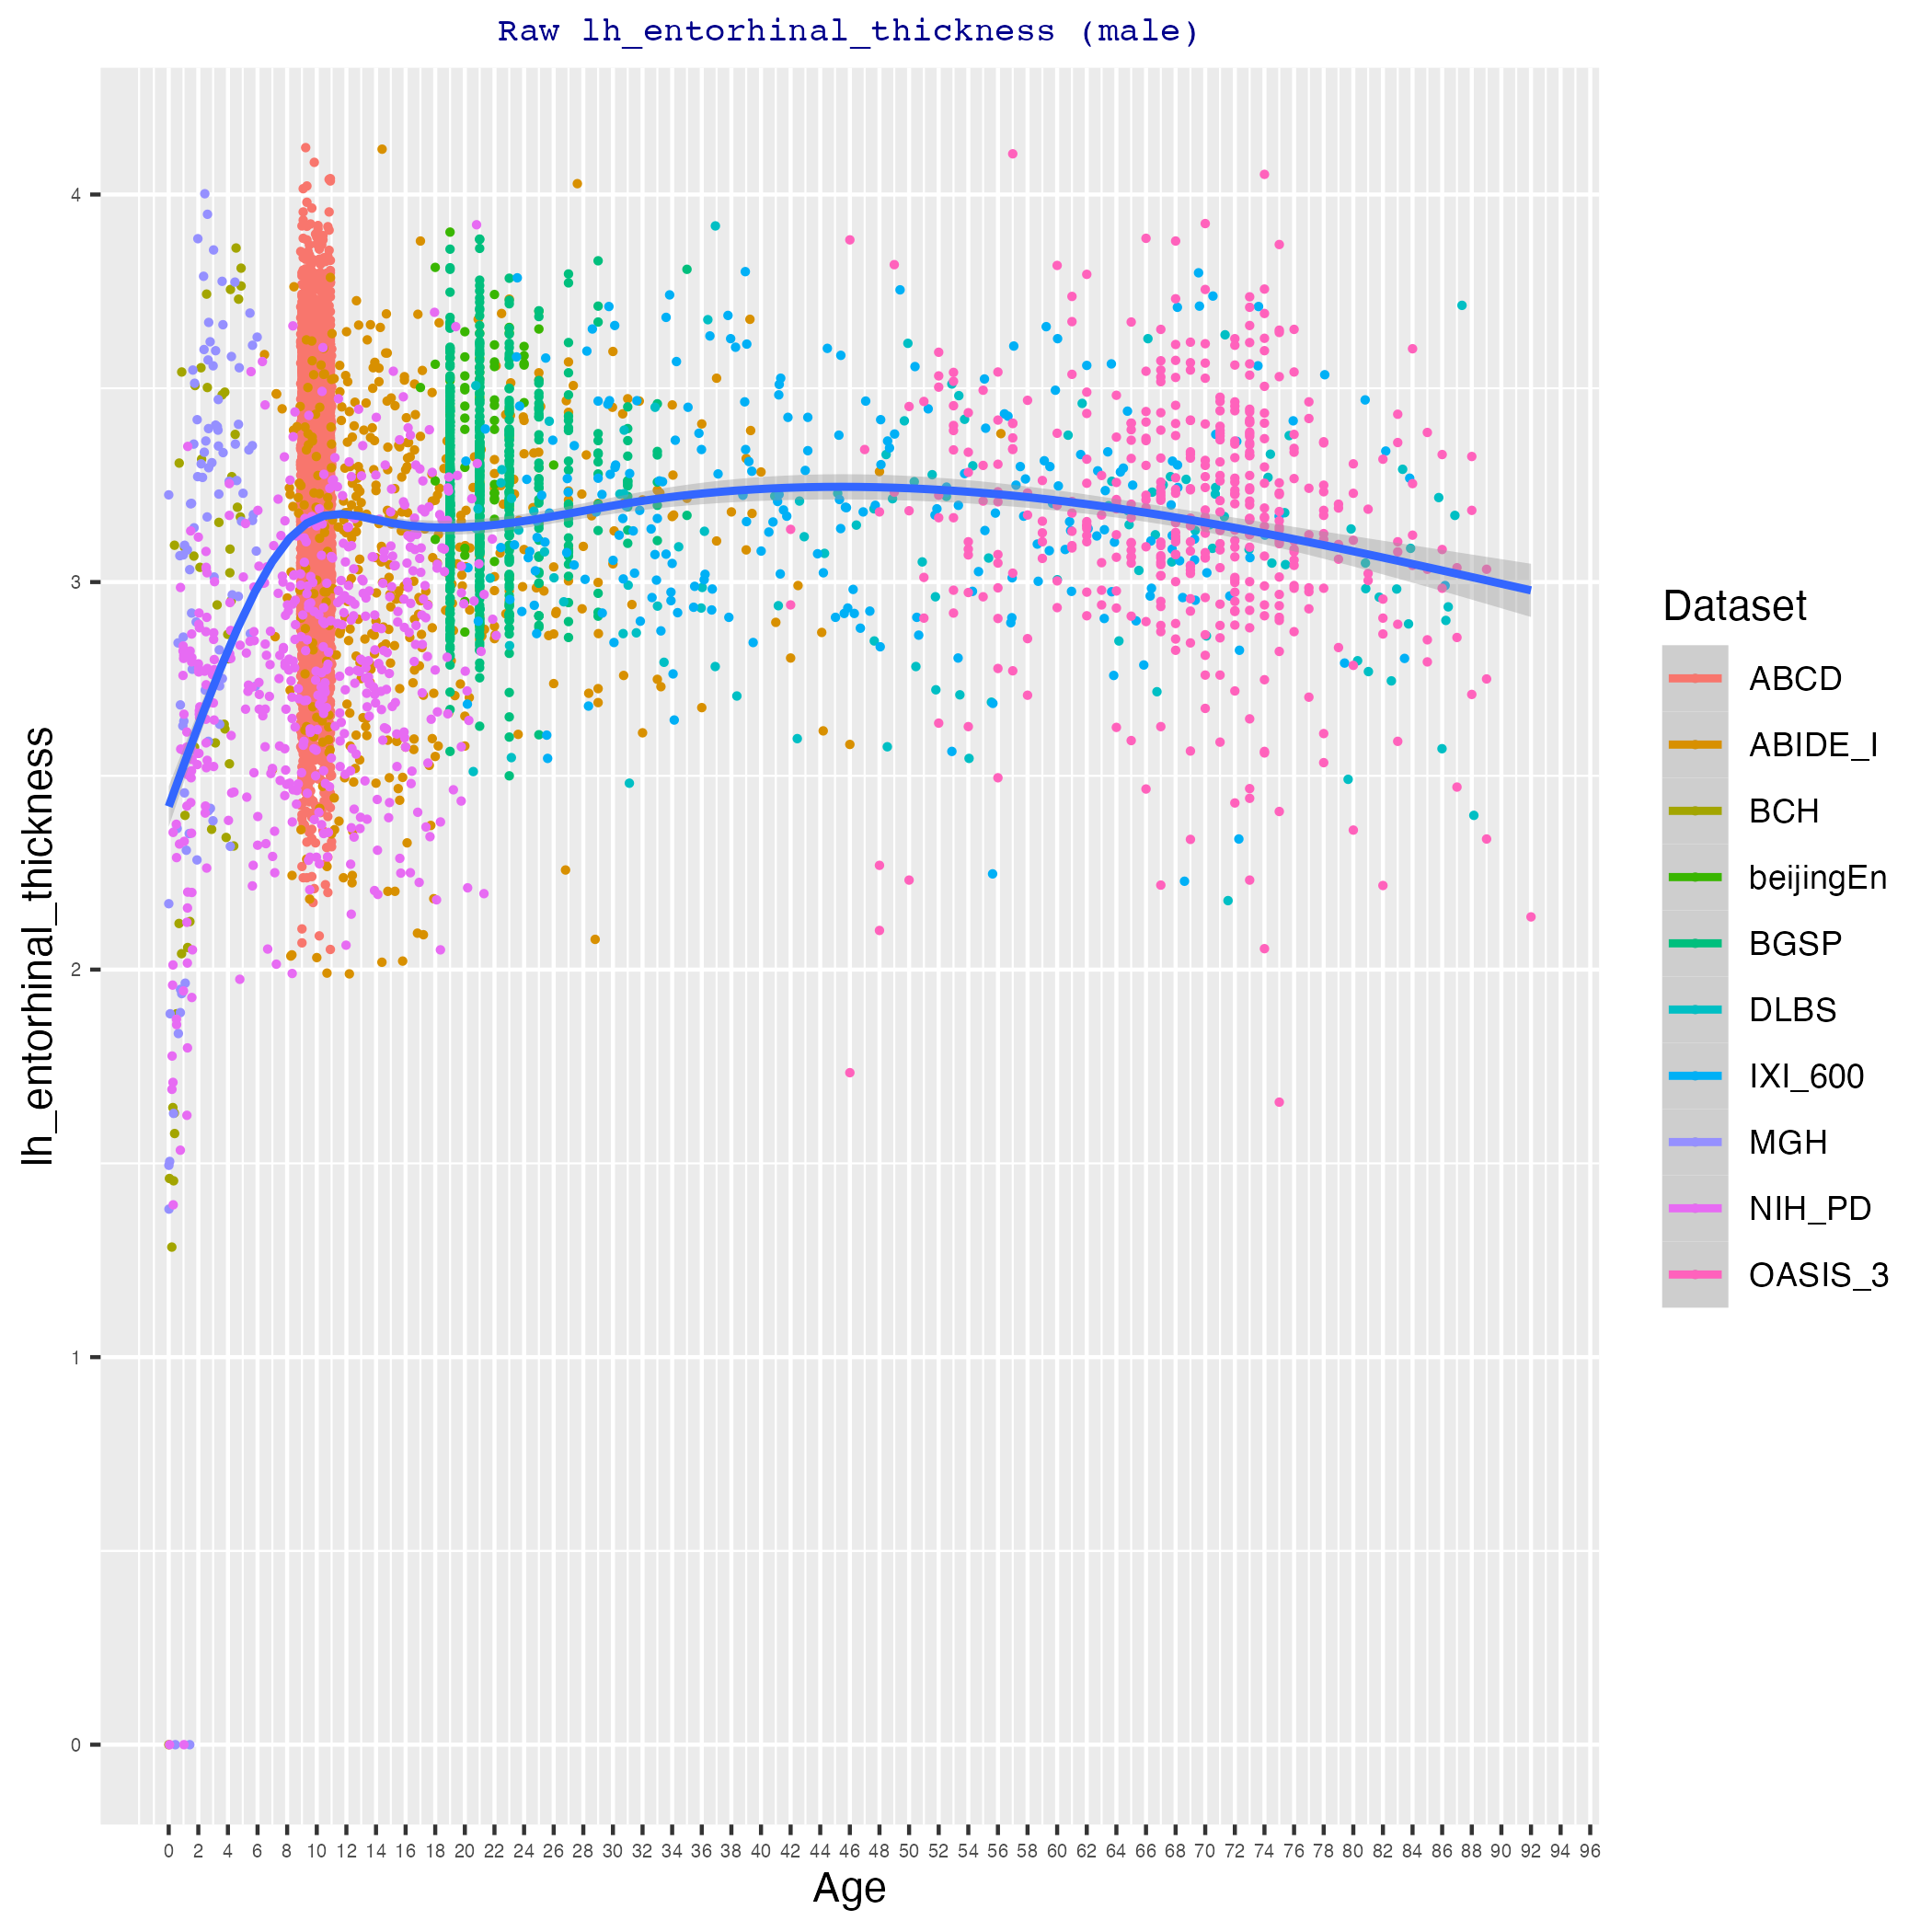 Raw lh_entorhinal_thickness (male)
lh_entorhinal_thickness
4
3
2
1
0
0 2 4 6 8 10 12 14 16 18 20 22 24 26 28 30 32 34 36 38 40 42 44 46 48 50 52 54 56 58 60 62 64 66 68 70 72 74 76 78 80 82 84 86 88 90 92 94 96
Age
Dataset
ABCD
ABIDE_I
BCH
beijingEn
BGSP
DLBS
IXI_600
MGH
NIH_PD
OASIS_3